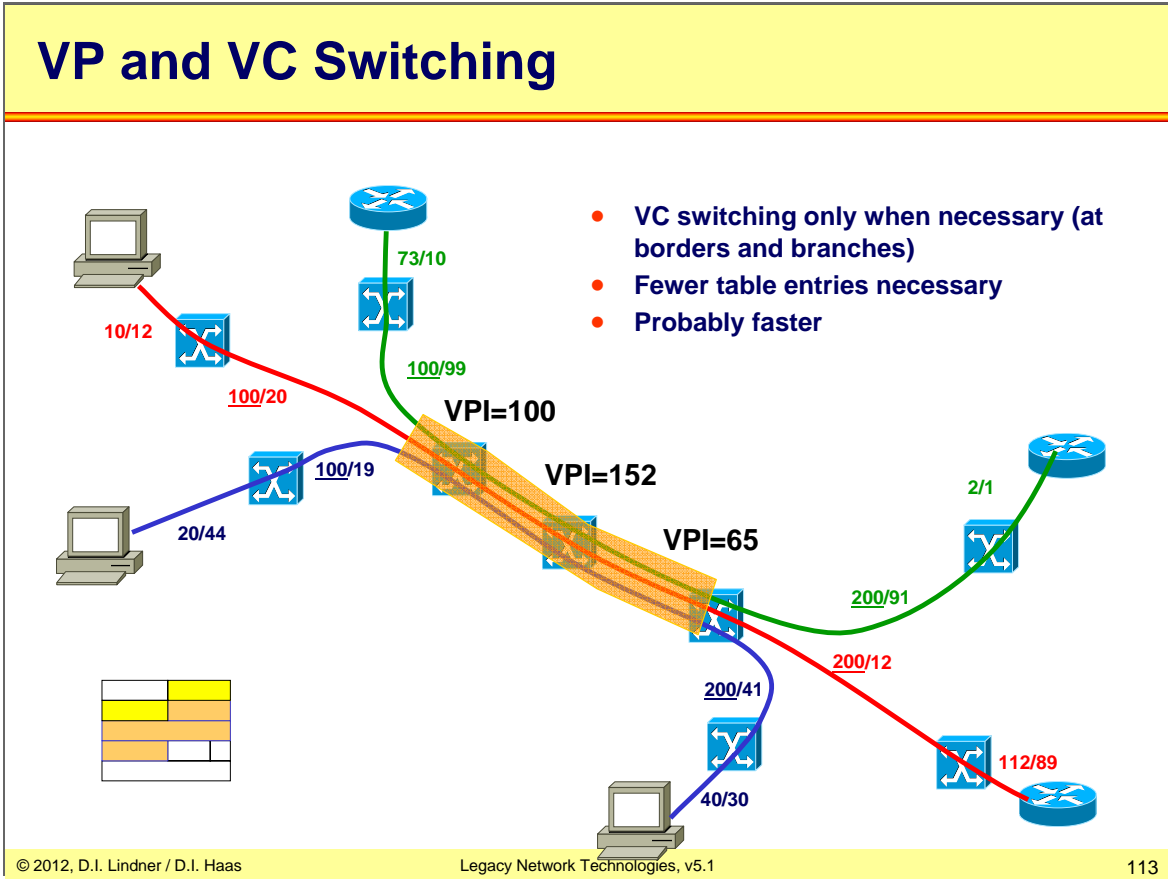 VP and VC Switching
• VC switching only when necessary (at
borders and branches)
• Fewer table entries necessary
• Probably faster
73/10
10/12
100/99
100/20
VPI=100
100/19
VPI=152
2/1
20/44
VPI=65
200/91
200/12
200/41
112/89
40/30
© 2012, D.I. Lindner / D.I. Haas
Legacy Network Technologies, v5.1
113